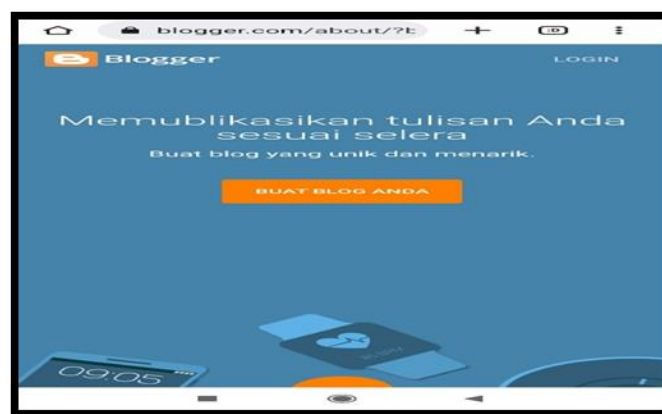 blogger.com/about/?b
:D
Blogger
LOGIN
Memublikasikan tulisan Anda
sesuai selera
Buat blog yang unik dan menarik.
BUAT BLOG ANDA
09:05